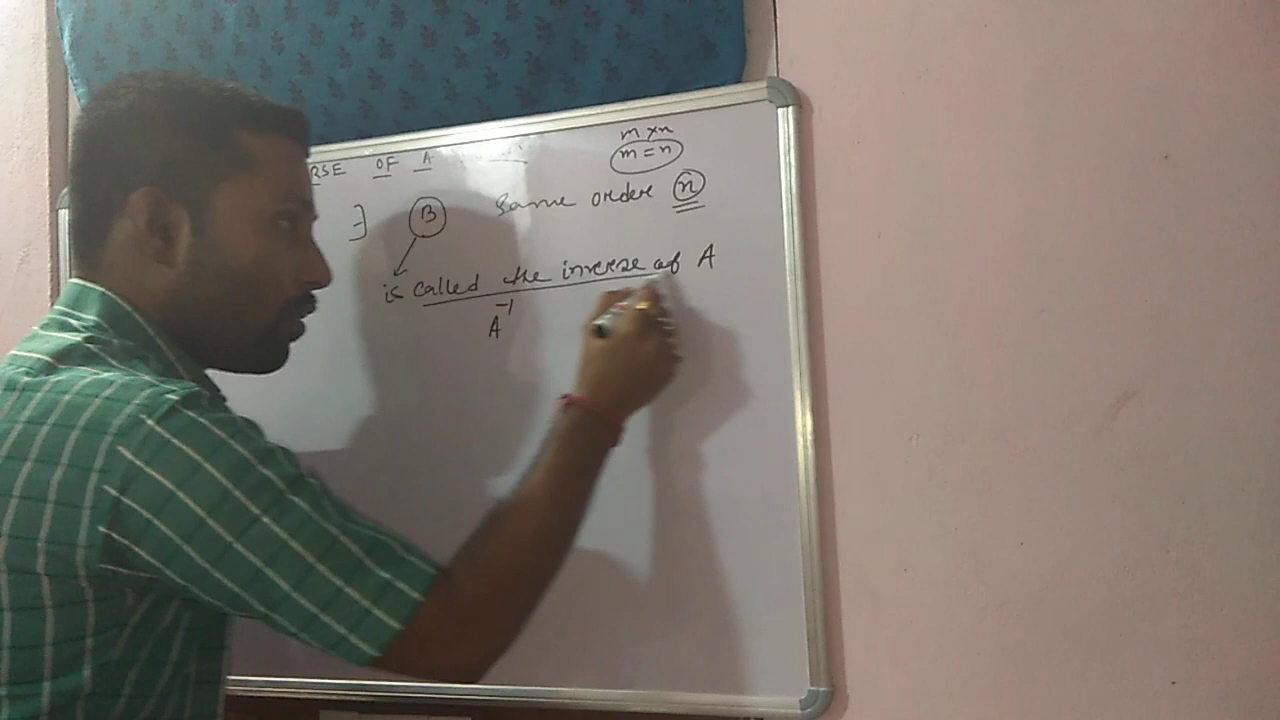 m×n
RSE OF A
m=n
∃ B Same order n
is called the inverse of A
A⁻¹